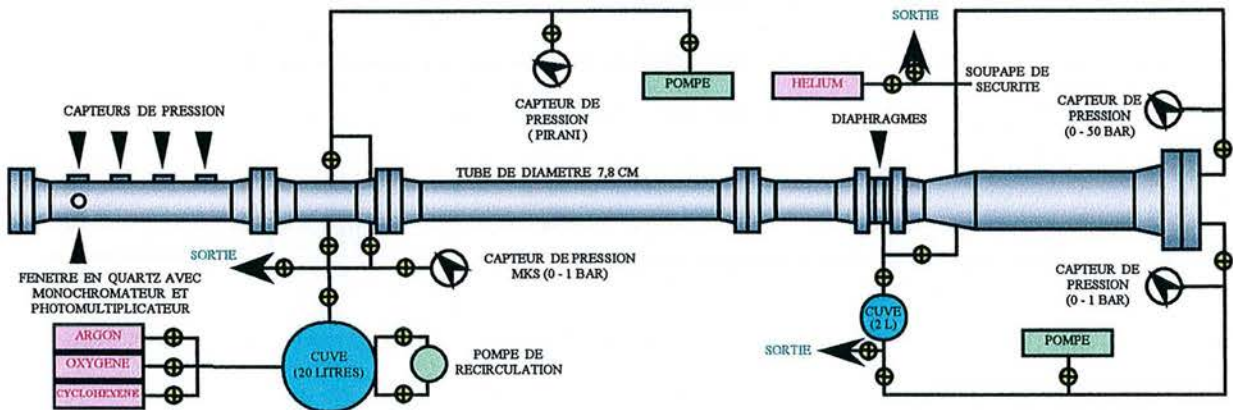 SORTIE
POMPE
HELIUM
SOUPAPE DE
SECURITE
CAPTEURS DE PRESSION
CAPTEUR DE
PRESSION
( PIRANI )
DIAPHRAGMES
CAPTEUR DE
PRESSION
(0 - 50 BAR)
TUBE DE DIAMETRE 7,8 CM
SORTIE
CAPTEUR DE PRESSION
MKS (0 - 1 BAR)
FENETRE EN QUARTZ AVEC
MONOCHROMATEUR ET
PHOTOMULTIPLICATEUR
CAPTEUR DE
PRESSION
(0 - 1 BAR)
ARGON
OXYGENE
CYCLOHEXENE
CUVE
(20 LITRES)
POMPE DE
RECIRCULATION
CUVE
(2 L)
SORTIE
POMPE